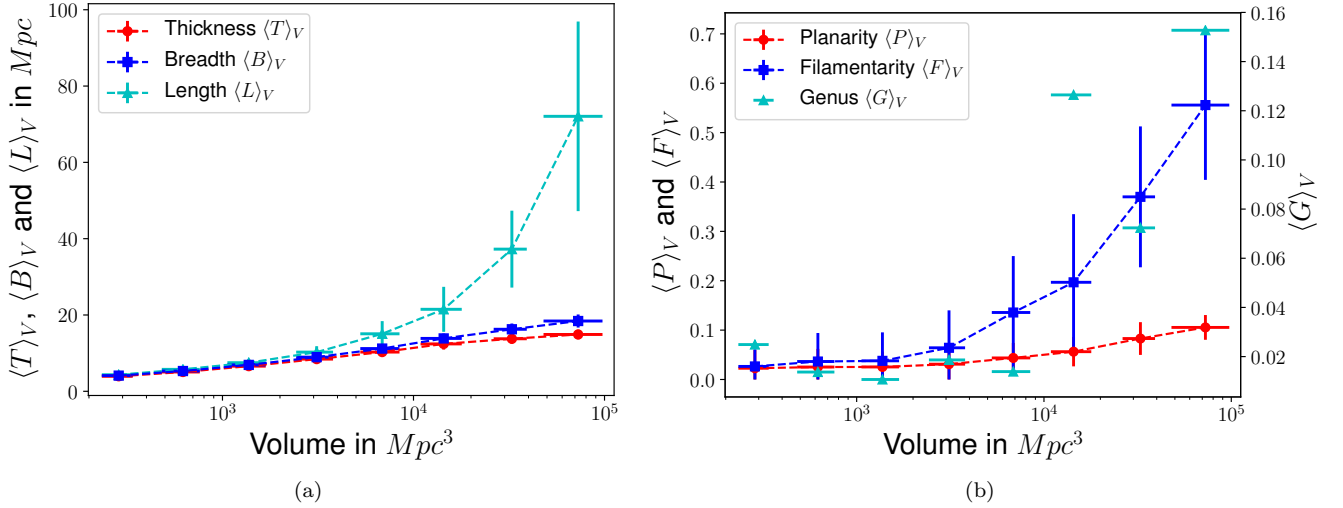 100
80
60
40
20
0
⟨T⟩_V, ⟨B⟩_V and ⟨L⟩_V in Mpc
Thickness ⟨T⟩_V
Breadth ⟨B⟩_V
Length ⟨L⟩_V
10^3
10^4
10^5
Volume in Mpc^3
(a)
0.7
0.6
0.5
0.4
0.3
0.2
0.1
0.0
⟨P⟩_V and ⟨F⟩_V
Planarity ⟨P⟩_V
Filamentarity ⟨F⟩_V
Genus ⟨G⟩_V
0.16
0.14
0.12
0.10
0.08
0.06
0.04
0.02
⟨G⟩_V
10^3
10^4
10^5
Volume in Mpc^3
(b)